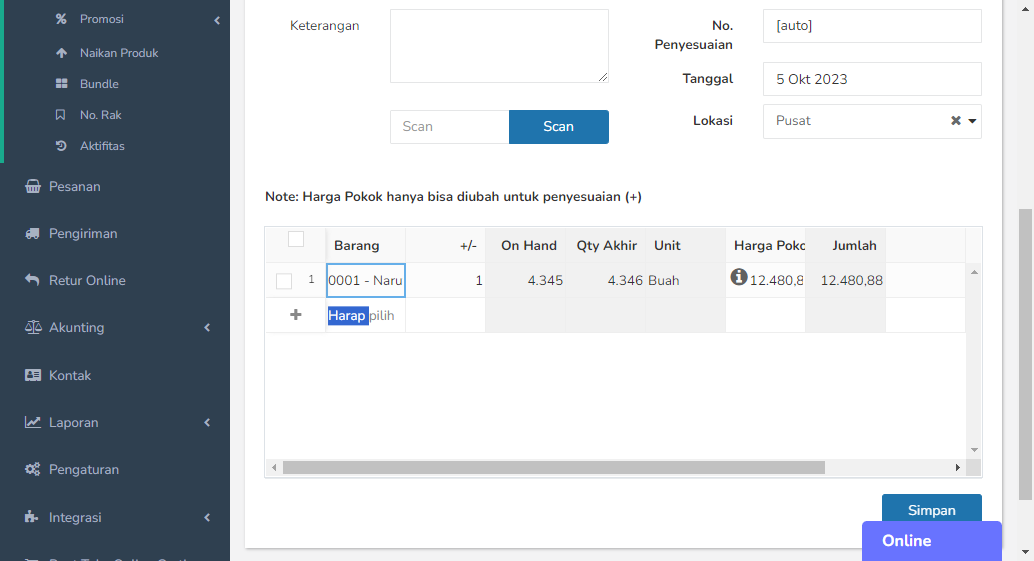 Promosi
Naikan Produk
Bundle
No. Rak
Aktifitas
Pesanan
Pengiriman
Retur Online
Akunting
Kontak
Laporan
Pengaturan
Integrasi
Keterangan
Scan
Scan
No. Penyesuaian
[auto]
Tanggal
5 Okt 2023
Lokasi
Pusat
Note: Harga Pokok hanya bisa diubah untuk penyesuaian (+)
Barang +/- On Hand Qty Akhir Unit Harga Poko Jumlah
1 0001 - Naru 1 4.345 4.346 Buah 12.480,8 12.480,88
Harap pilih
Simpan
Online